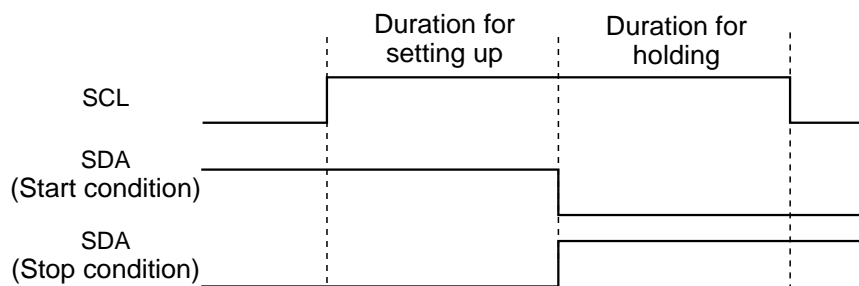 Duration for
setting up
Duration for
holding
SCL
SDA
(Start condition)
SDA
(Stop condition)